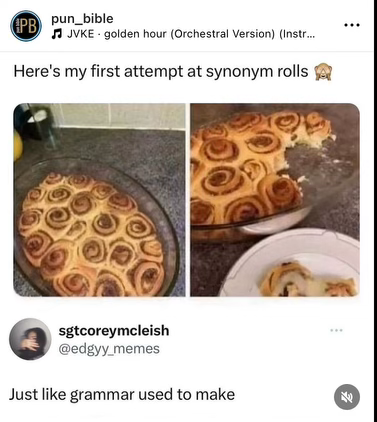 PB
pun_bible
JVKE · golden hour (Orchestral Version) (Instr...
Here's my first attempt at synonym rolls 🙈
sgtcoreymcleish
@edgyy_memes
Just like grammar used to make